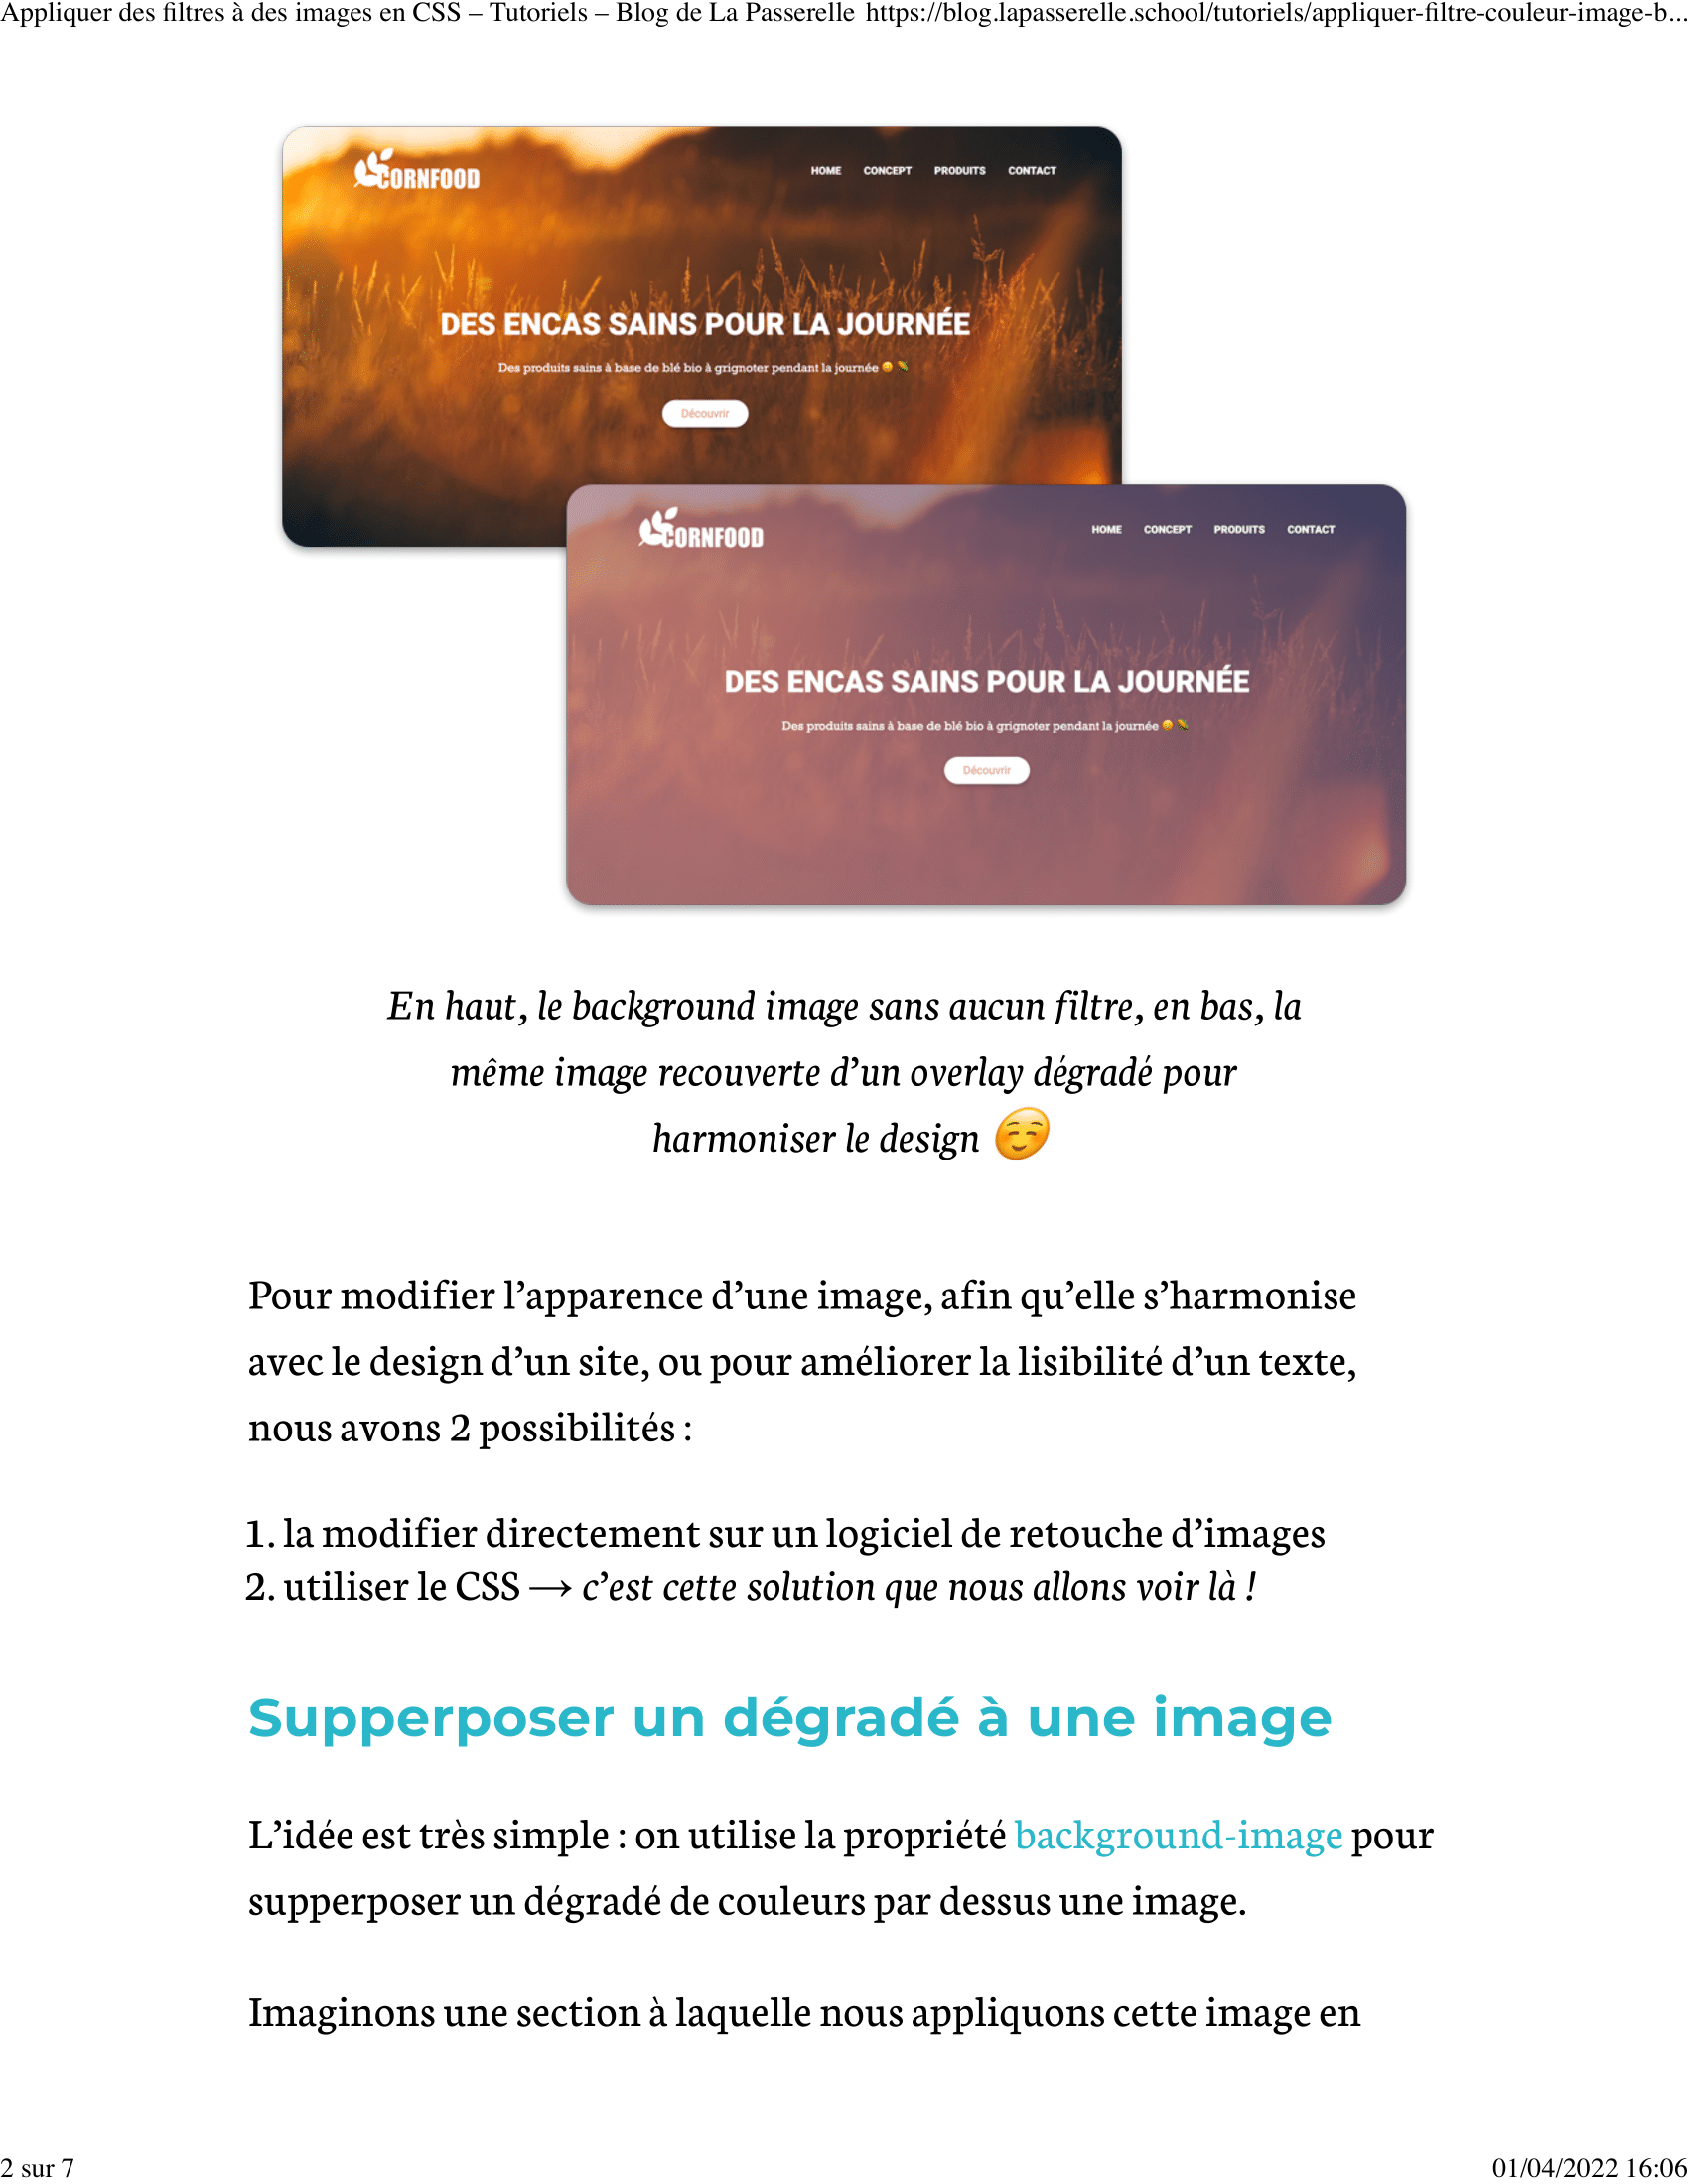 Appliquer des filtres à des images en CSS – Tutoriels – Blog de La Passerelle https://blog.lapasserelle.school/tutoriels/appliquer-filtre-couleur-image-b...
CORNFOOD
HOME CONCEPT PRODUITS CONTACT
DES ENCAS SAINS POUR LA JOURNÉE
Des produits sains à base de blé bio à grignoter pendant la journée 😊 🌽
Découvrir
CORNFOOD
HOME CONCEPT PRODUITS CONTACT
DES ENCAS SAINS POUR LA JOURNÉE
Des produits sains à base de blé bio à grignoter pendant la journée 😊 🌽
Découvrir
En haut, le background image sans aucun filtre, en bas, la
même image recouverte d’un overlay dégradé pour
harmoniser le design ☺️
Pour modifier l’apparence d’une image, afin qu’elle s’harmonise
avec le design d’un site, ou pour améliorer la lisibilité d’un texte,
nous avons 2 possibilités :
1. la modifier directement sur un logiciel de retouche d’images
2. utiliser le CSS → c’est cette solution que nous allons voir là !
Supperposer un dégradé à une image
L’idée est très simple : on utilise la propriété background-image pour
supperposer un dégradé de couleurs par dessus une image.
Imaginons une section à laquelle nous appliquons cette image en
2 sur 7
01/04/2022 16:06